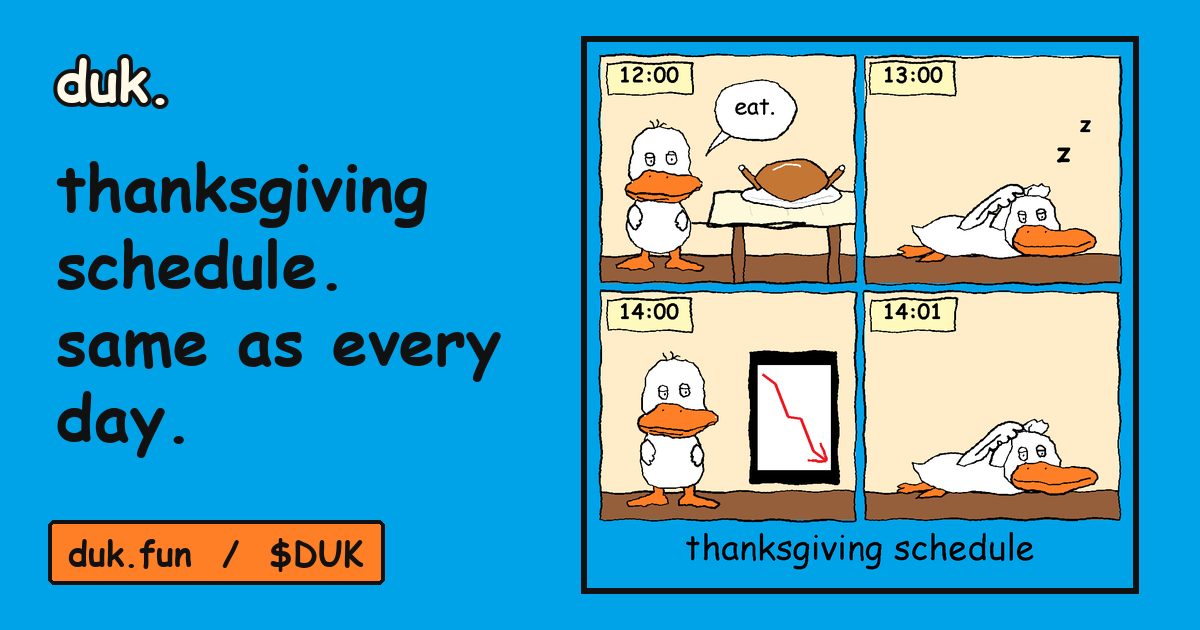 duk.
thanksgiving
schedule.
same as every
day.
duk.fun / $DUK
12:00
eat.
13:00
z
z
14:00
14:01
thanksgiving schedule